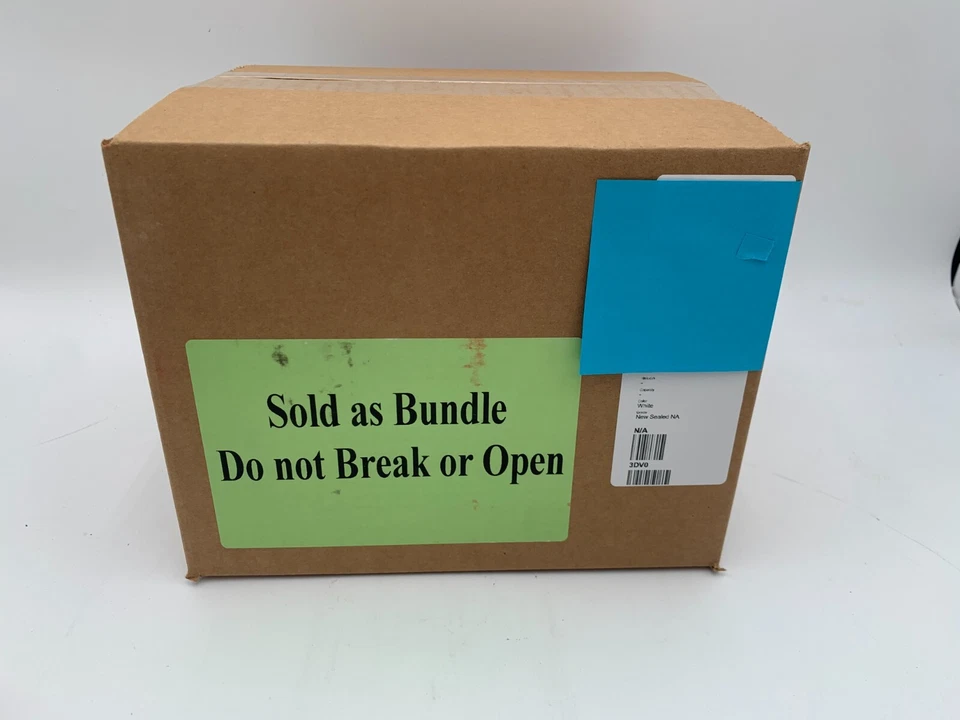 Sold as Bundle
Do not Break or Open
White
New Sealed NA
N/A
3DV0